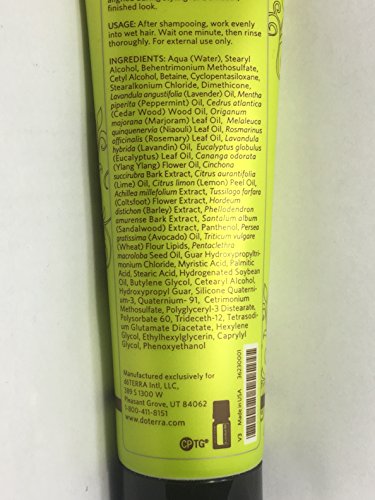 finished look.
USAGE: After shampooing, work evenly
into wet hair. Wait one minute, then rinse
thoroughly. For external use only.
INGREDIENTS: Aqua (Water), Stearyl
Alcohol, Behentrimonium Methosulfate,
Cetyl Alcohol, Betaine, Cyclopentasiloxane,
Stearalkonium Chloride, Dimethicone,
Lavandula angustifolia (Lavender) Oil, Mentha
piperita (Peppermint) Oil, Cedrus atlantica
(Cedar Wood) Wood Oil, Origanum
majorana (Marjoram) Leaf Oil, Melaleuca
quinquenervia (Niaouli) Leaf Oil, Rosmarinus
officinalis (Rosemary) Leaf Oil, Lavandula
hybrida (Lavandin) Oil, Eucalyptus globulus
(Eucalyptus) Leaf Oil, Cananga odorata
(Ylang Ylang) Flower Oil, Cinchona
succirubra Bark Extract, Citrus aurantifolia
(Lime) Oil, Citrus limon (Lemon) Peel Oil,
Achillea millefolium Extract, Tussilago farfara
(Coltsfoot) Flower Extract, Hordeum
distichon (Barley) Extract, Phellodendron
amurense Bark Extract, Santalum album
(Sandalwood) Extract, Panthenol, Persea
gratissima (Avocado) Oil, Triticum vulgare
(Wheat) Flour Lipids, Pentaclethra
macroloba Seed Oil, Guar Hydroxypropyltri-
monium Chloride, Myristic Acid, Palmitic
Acid, Stearic Acid, Hydrogenated Soybean
Oil, Butylene Glycol, Cetearyl Alcohol,
Hydroxypropyl Guar, Silicone Quaternium-
3, Quaternium-91, Cetrimonium
Methosulfate, Polyglyceryl-3 Distearate,
Polysorbate 60, Trideceth-12, Tetrasodi-
um Glutamate Diacetate, Hexylene
Glycol, Ethylhexylglycerin, Caprylyl
Glycol, Phenoxyethanol
Manufactured exclusively for
dōTERRA Intl, LLC,
389 S 1300 W
Pleasant Grove, UT 84062
1-800-411-8151
www.doterra.com
CPTG®
V3 Made in USA 36230001